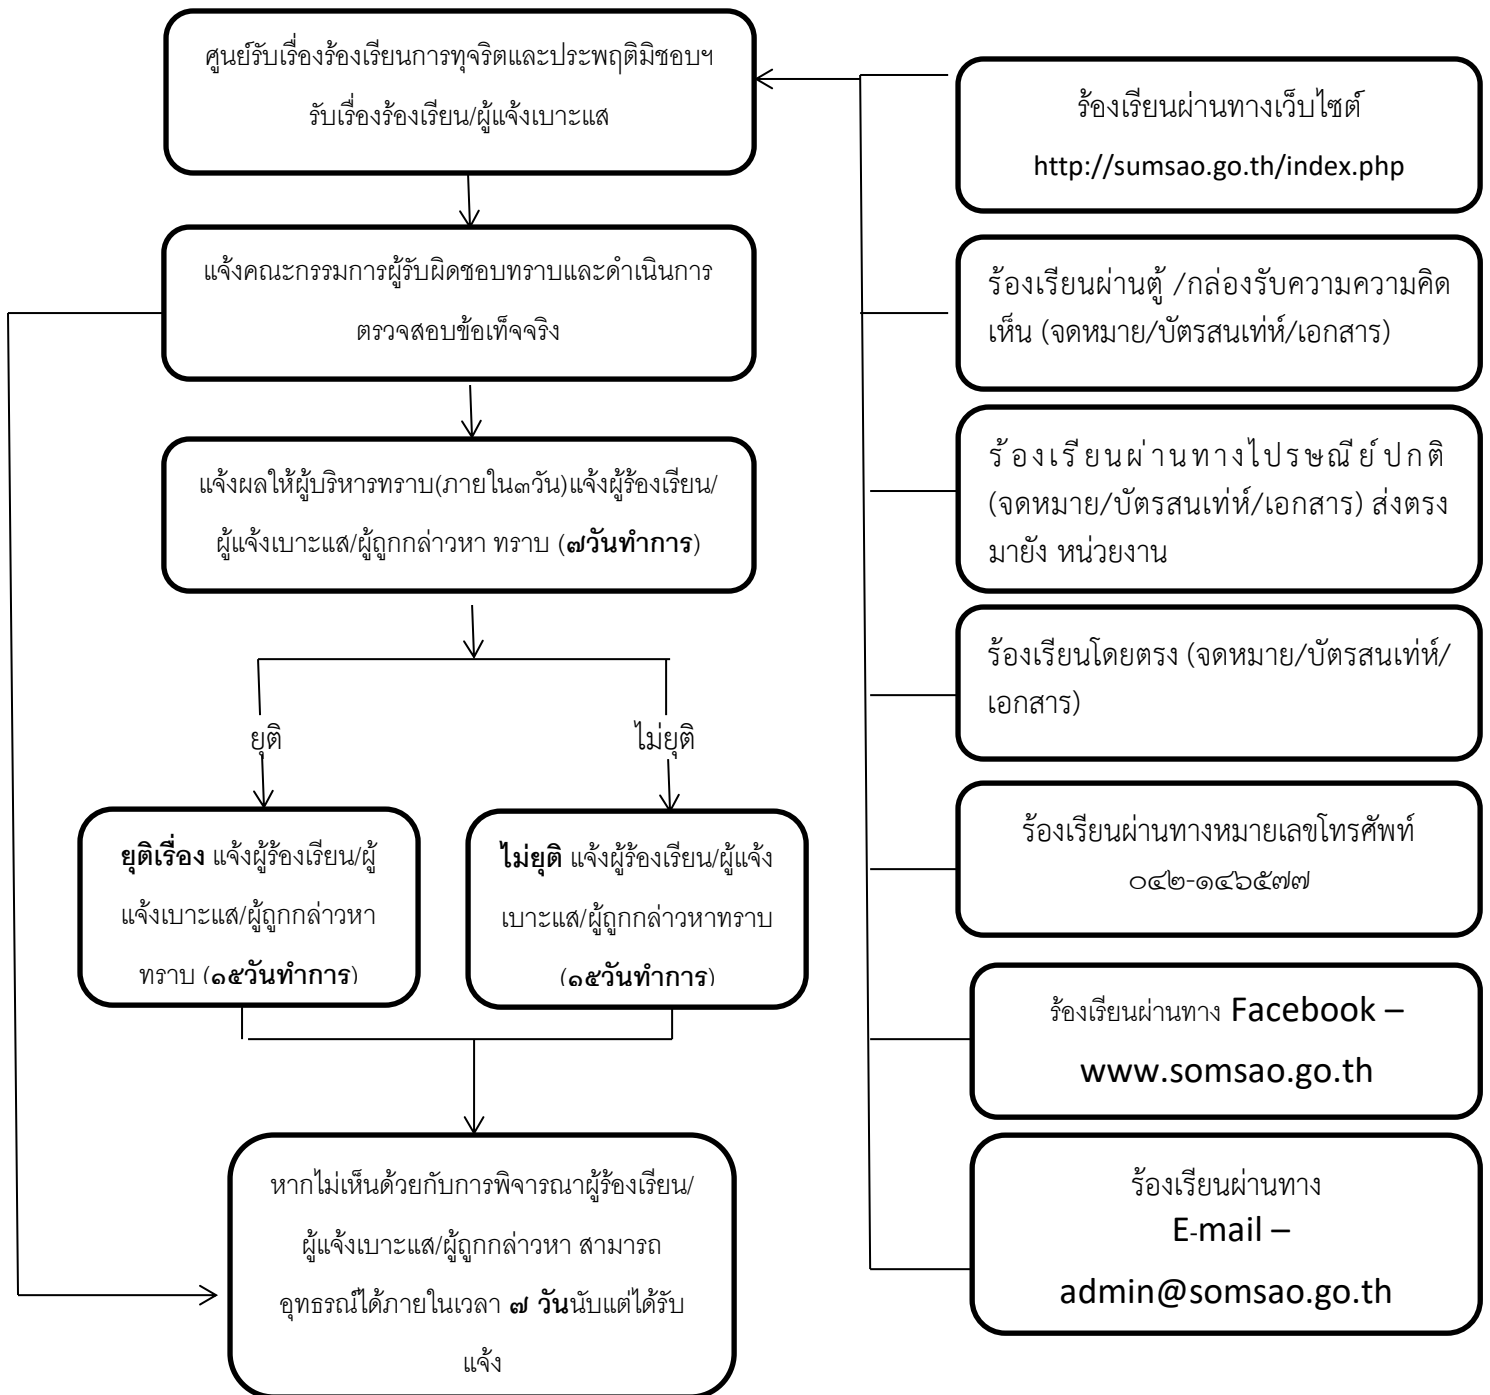 ศูนย์รับเรื่องร้องเรียนการทุจริตและประพฤติมิชอบฯ
รับเรื่องร้องเรียน/ผู้แจ้งเบาะแส
แจ้งคณะกรรมการผู้รับผิดชอบทราบและดำเนินการ
ตรวจสอบข้อเท็จจริง
แจ้งผลให้ผู้บริหารทราบ(ภายใน๓วัน)แจ้งผู้ร้องเรียน/
ผู้แจ้งเบาะแส/ผู้ถูกกล่าวหา ทราบ (๗วันทำการ)
ยุติ
ไม่ยุติ
ยุติเรื่อง แจ้งผู้ร้องเรียน/ผู้
แจ้งเบาะแส/ผู้ถูกกล่าวหา
ทราบ (๑๕วันทำการ)
ไม่ยุติ แจ้งผู้ร้องเรียน/ผู้แจ้ง
เบาะแส/ผู้ถูกกล่าวหาทราบ
(๑๕วันทำการ)
หากไม่เห็นด้วยกับการพิจารณาผู้ร้องเรียน/
ผู้แจ้งเบาะแส/ผู้ถูกกล่าวหา สามารถ
อุทธรณ์ได้ภายในเวลา ๗ วันนับแต่ได้รับ
แจ้ง
ร้องเรียนผ่านทางเว็บไซต์
http://sumsao.go.th/index.php
ร้องเรียนผ่านตู้ /กล่องรับความความคิด
เห็น (จดหมาย/บัตรสนเท่ห์/เอกสาร)
ร้องเรียนผ่านทางไปรษณีย์ปกติ
(จดหมาย/บัตรสนเท่ห์/เอกสาร) ส่งตรง
มายัง หน่วยงาน
ร้องเรียนโดยตรง (จดหมาย/บัตรสนเท่ห์/
เอกสาร)
ร้องเรียนผ่านทางหมายเลขโทรศัพท์
๐๔๒-๑๔๖๕๗๗
ร้องเรียนผ่านทาง Facebook –
www.somsao.go.th
ร้องเรียนผ่านทาง
E-mail –
admin@somsao.go.th